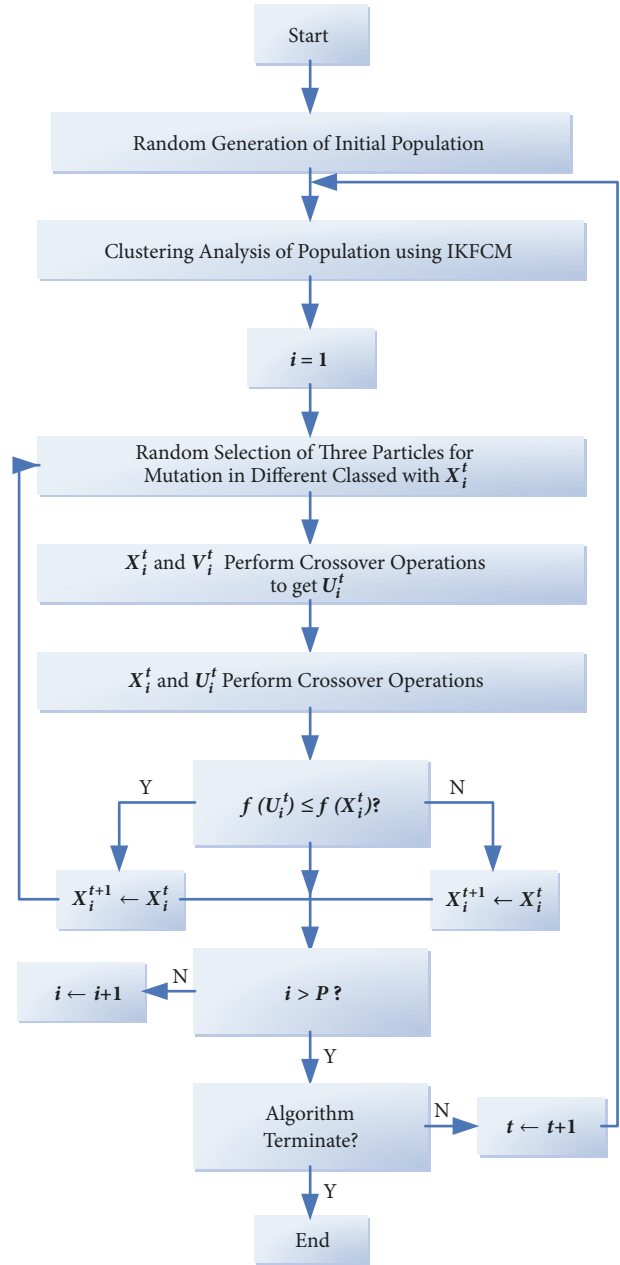 Start
Random Generation of Initial Population
Clustering Analysis of Population using IKFCM
i = 1
Random Selection of Three Particles for
Mutation in Different Classed with X_i^t
X_i^t and V_i^t Perform Crossover Operations
to get U_i^t
X_i^t and U_i^t Perform Crossover Operations
f (U_i^t) ≤ f (X_i^t)?
Y
N
X_i^{t+1} ← X_i^t
X_i^{t+1} ← X_i^t
i > P ?
N
i ← i+1
Y
Algorithm
Terminate?
N
t ← t+1
Y
End